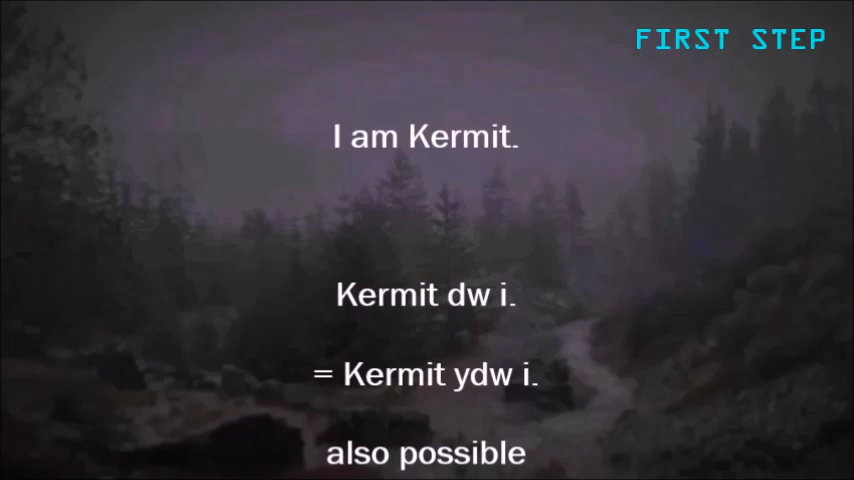 FIRST STEP
I am Kermit.
Kermit dw i.
= Kermit ydw i.
also possible